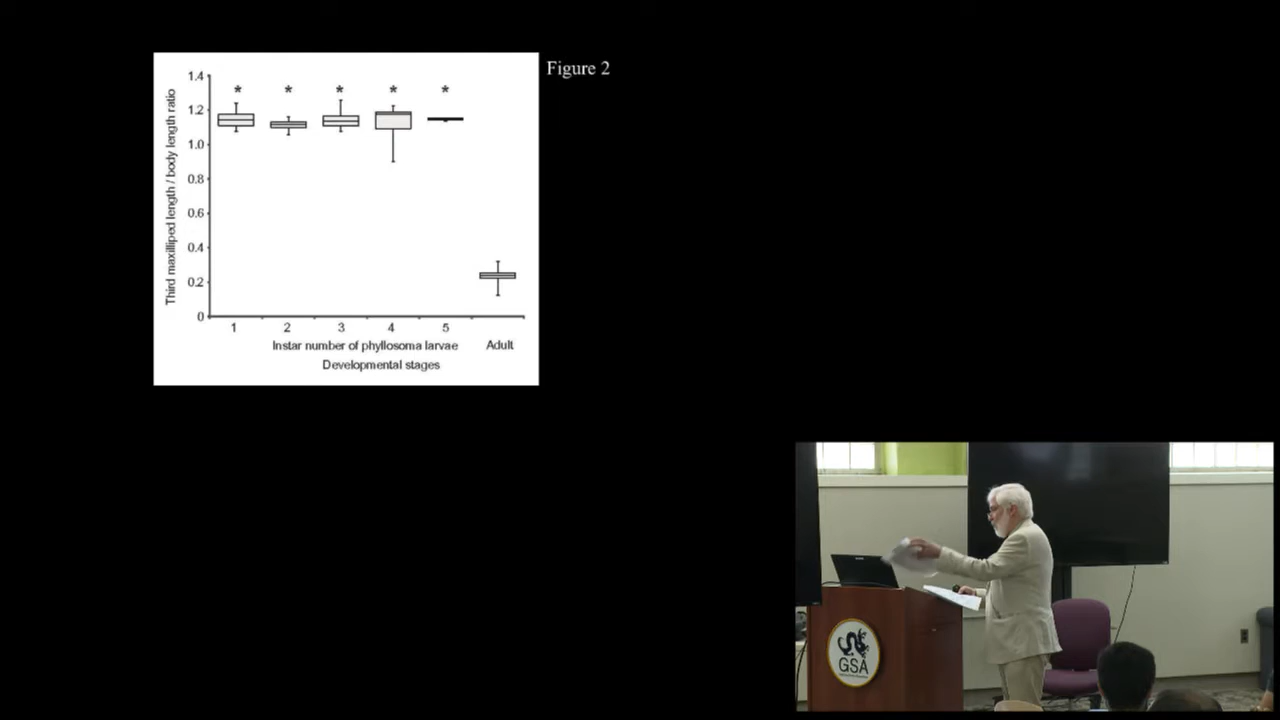 Figure 2
Third maxilliped length / body length ratio
1.4
1.2
1.0
0.8
0.6
0.4
0.2
0
* * * * *
1 2 3 4 5
Instar number of phyllosoma larvae Adult
Developmental stages
GSA